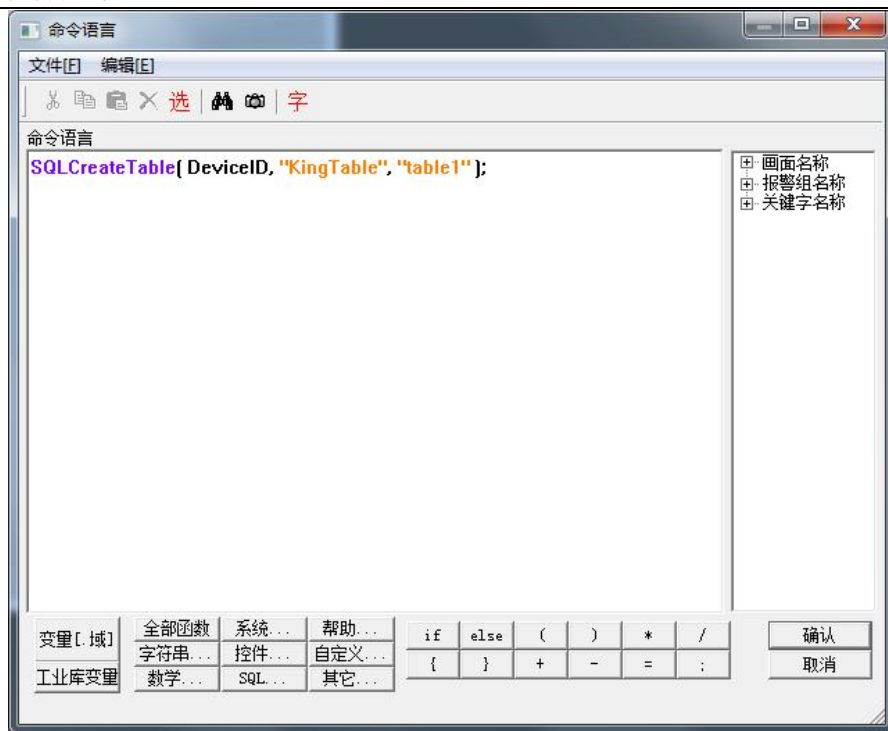 命令语言
文件[F] 编辑[E]
选 字
命令语言
SQLCreateTable( DeviceID, "KingTable", "table1" );
画面名称
报警组名称
关键字名称
变量[.域] 全部函数 系统... 帮助... if else ( ) * / 确认
字符串... 控件... 自定义... { } + - = ; 取消
工业库变量 数学... SQL... 其它...